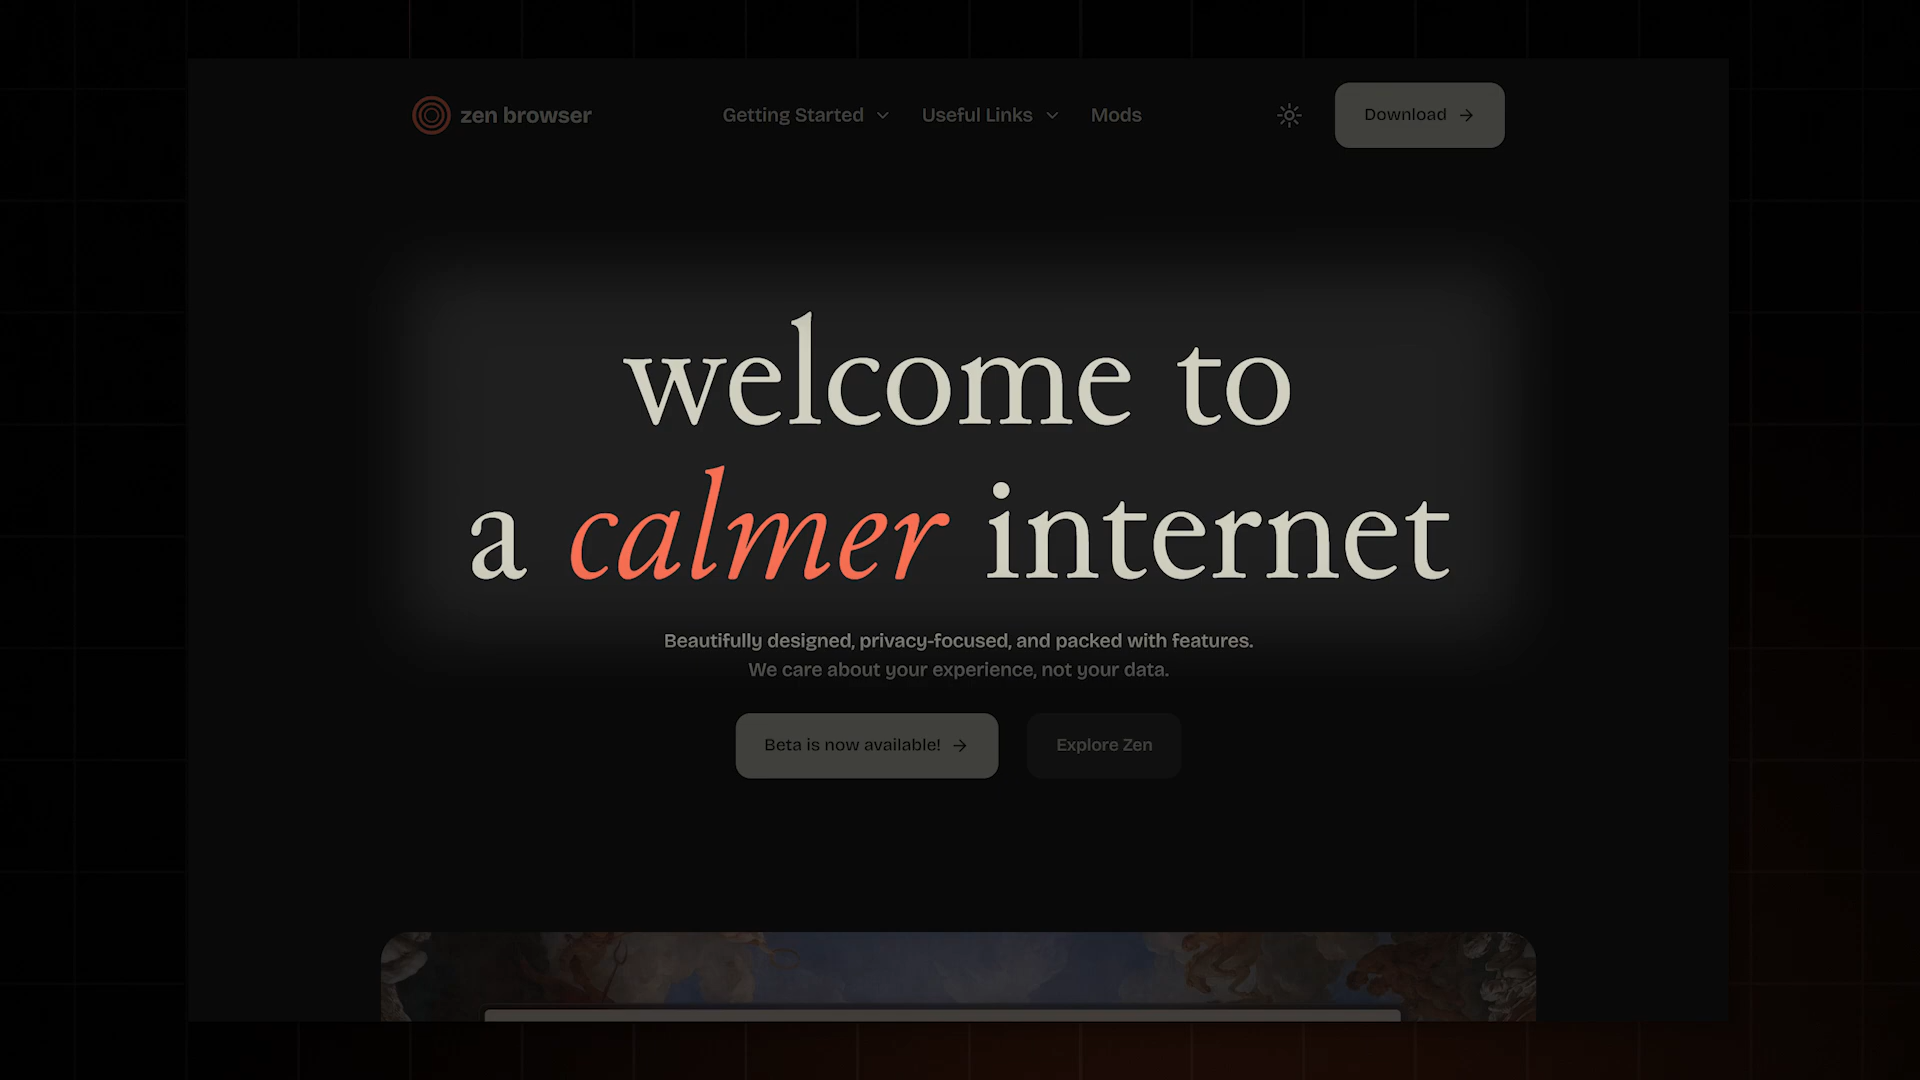 zen browser
Getting Started
Useful Links
Mods
Download
welcome to
a calmer internet
Beautifully designed, privacy-focused, and packed with features.
We care about your experience, not your data.
Beta is now available!
Explore Zen